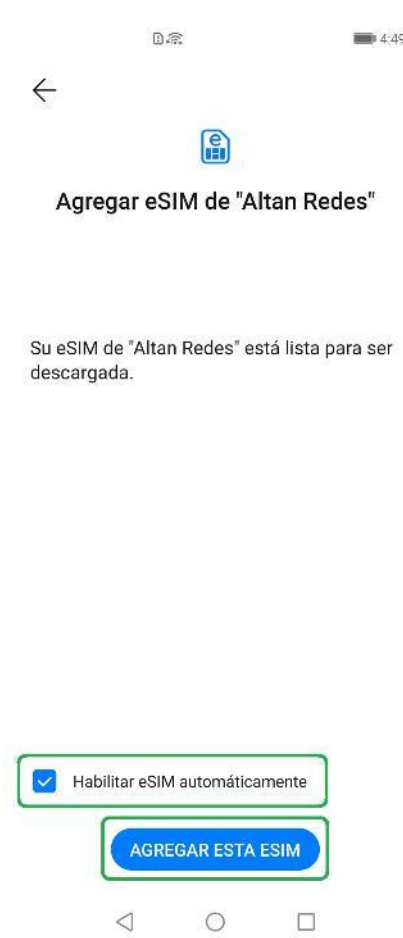 4:49
Agregar eSIM de "Altan Redes"
Su eSIM de "Altan Redes" está lista para ser
descargada.
Habilitar eSIM automáticamente
AGREGAR ESTA ESIM